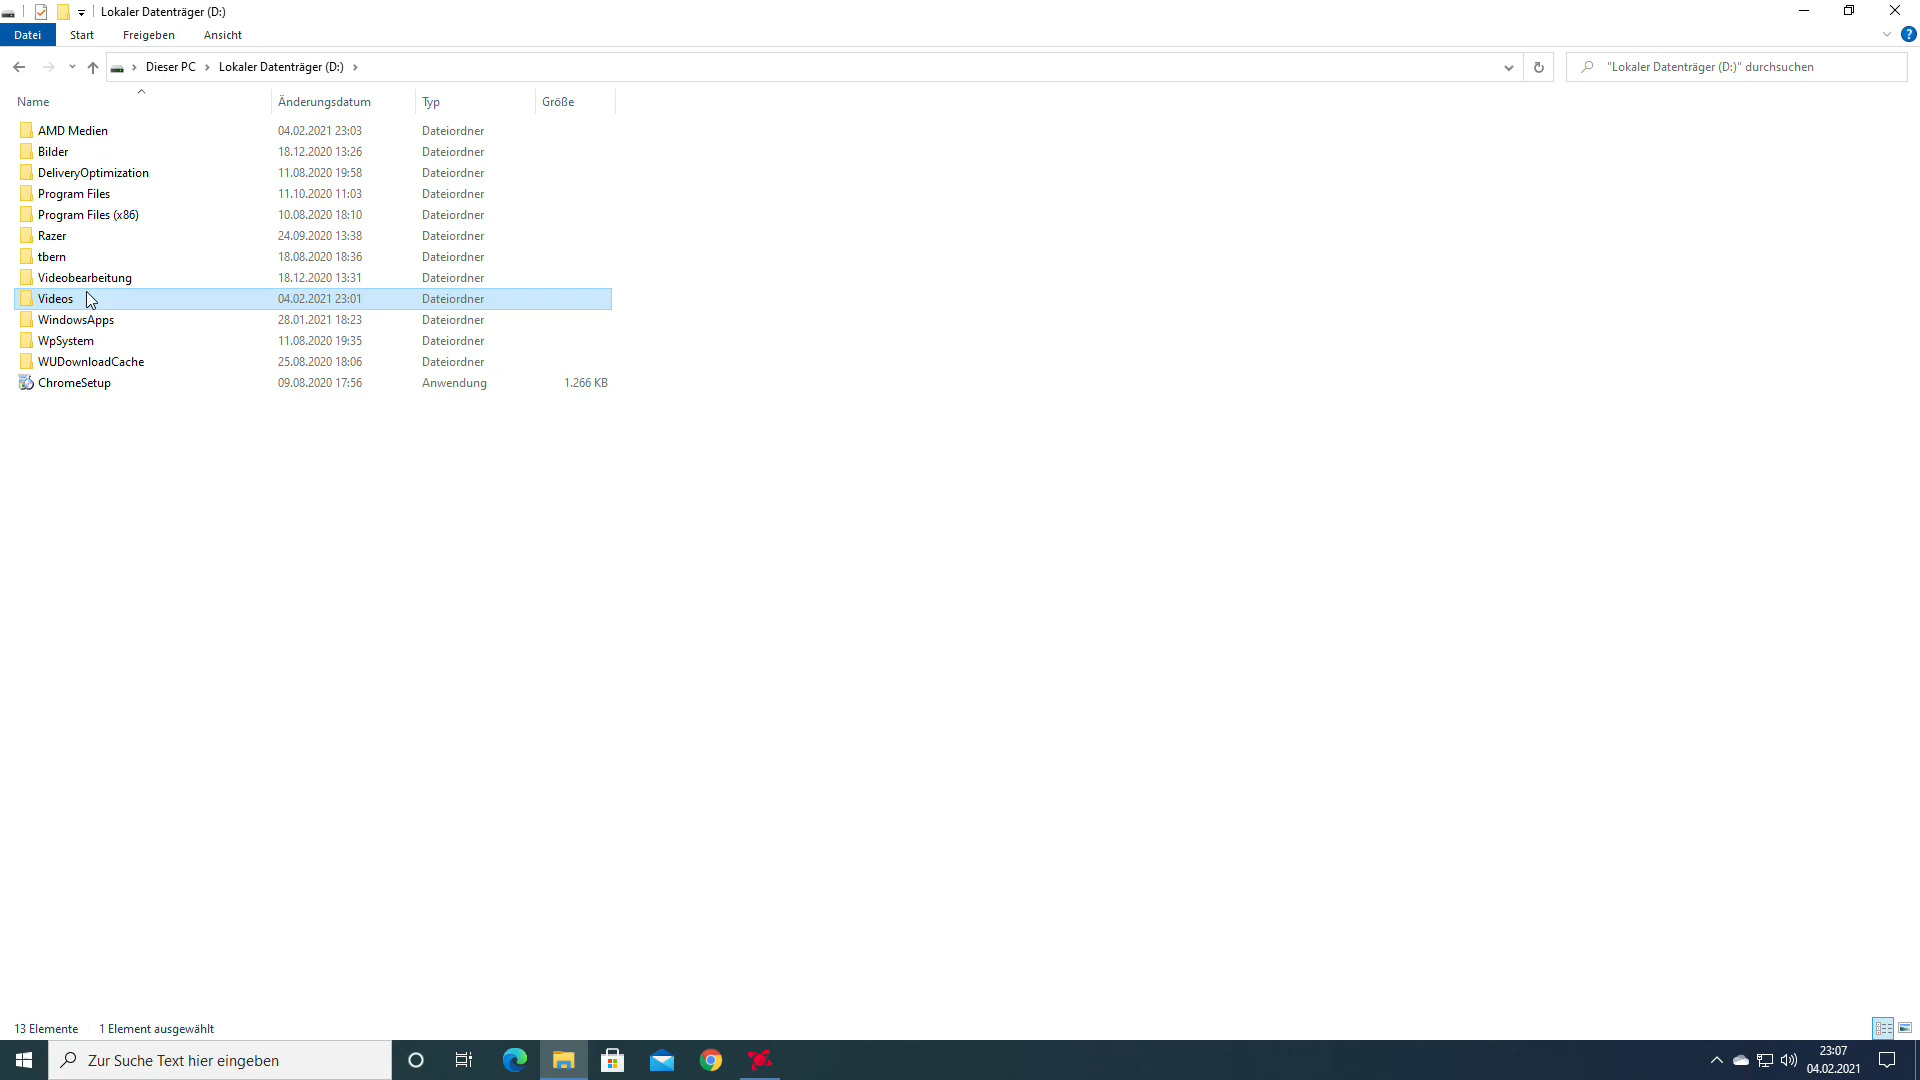 Lokaler Datenträger (D:)
Datei Start Freigeben Ansicht
Dieser PC Lokaler Datenträger (D:) "Lokaler Datenträger (D:)" durchsuchen
Name Änderungsdatum Typ Größe
AMD Medien 04.02.2021 23:03 Dateiordner
Bilder 18.12.2020 13:26 Dateiordner
DeliveryOptimization 11.08.2020 19:58 Dateiordner
Program Files 11.10.2020 11:03 Dateiordner
Program Files (x86) 10.08.2020 18:10 Dateiordner
Razer 24.09.2020 13:38 Dateiordner
tbern 18.08.2020 18:36 Dateiordner
Videobearbeitung 18.12.2020 13:31 Dateiordner
Videos 04.02.2021 23:01 Dateiordner
WindowsApps 28.01.2021 18:23 Dateiordner
WpSystem 11.08.2020 19:35 Dateiordner
WUDownloadCache 25.08.2020 18:06 Dateiordner
ChromeSetup 09.08.2020 17:56 Anwendung 1.266 KB
13 Elemente 1 Element ausgewählt
Zur Suche Text hier eingeben
23:07
04.02.2021